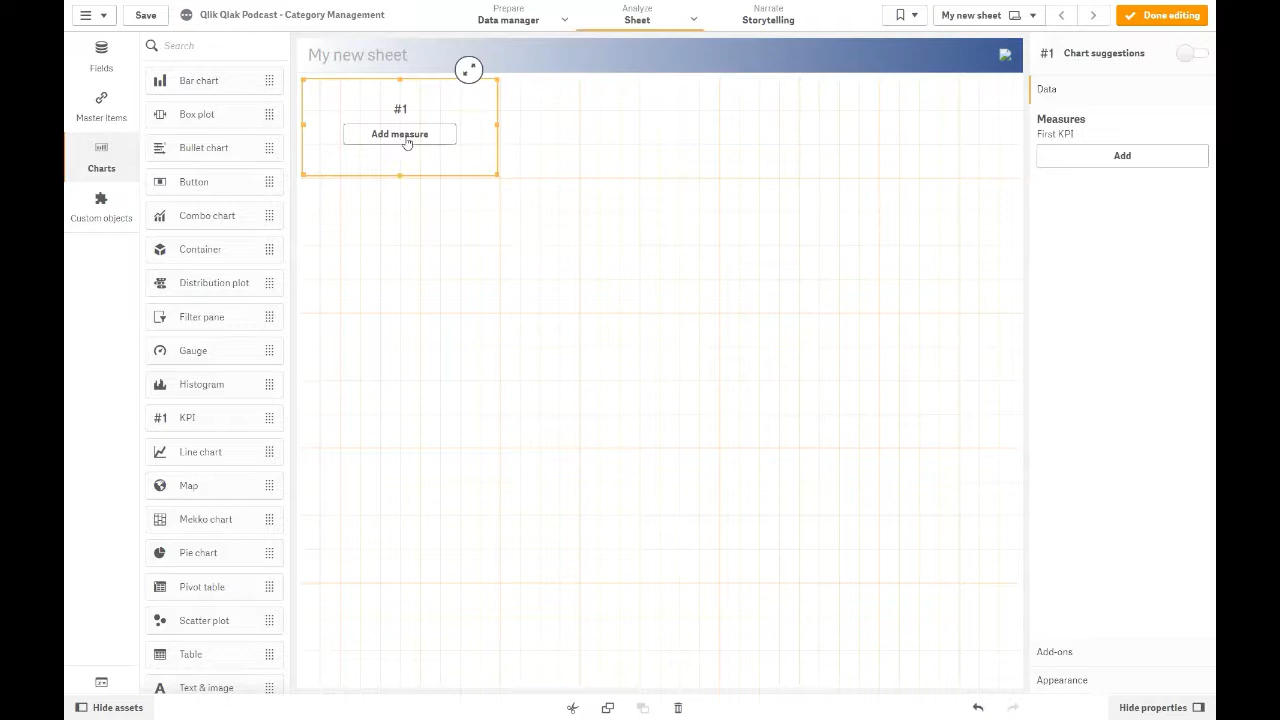 Save
Qlik Qlak Podcast - Category Management
Prepare
Data manager
Analyze
Sheet
Narrate
Storytelling
My new sheet
Done editing
Fields
Master items
Charts
Custom objects
Search
Bar chart
Box plot
Bullet chart
Button
Combo chart
Container
Distribution plot
Filter pane
Gauge
Histogram
#1 KPI
Line chart
Map
Mekko chart
Pie chart
Pivot table
Scatter plot
Table
A Text & image
My new sheet
#1
Add measure
#1 Chart suggestions
Data
Measures
First KPI
Add
Add-ons
Appearance
Hide assets
Hide properties